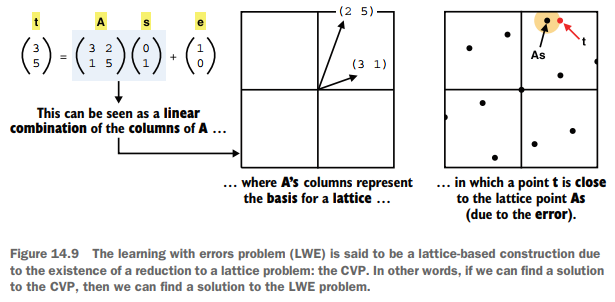 t A s e
3 3 2 0 1
= +
5 1 5 1 0
This can be seen as a linear
combination of the columns of A ...
(2 5)
(3 1)
... where A's columns represent
the basis for a lattice ...
As
t
... in which a point t is close
to the lattice point As
(due to the error).
Figure 14.9 The learning with errors problem (LWE) is said to be a lattice-based construction due
to the existence of a reduction to a lattice problem: the CVP. In other words, if we can find a solution
to the CVP, then we can find a solution to the LWE problem.